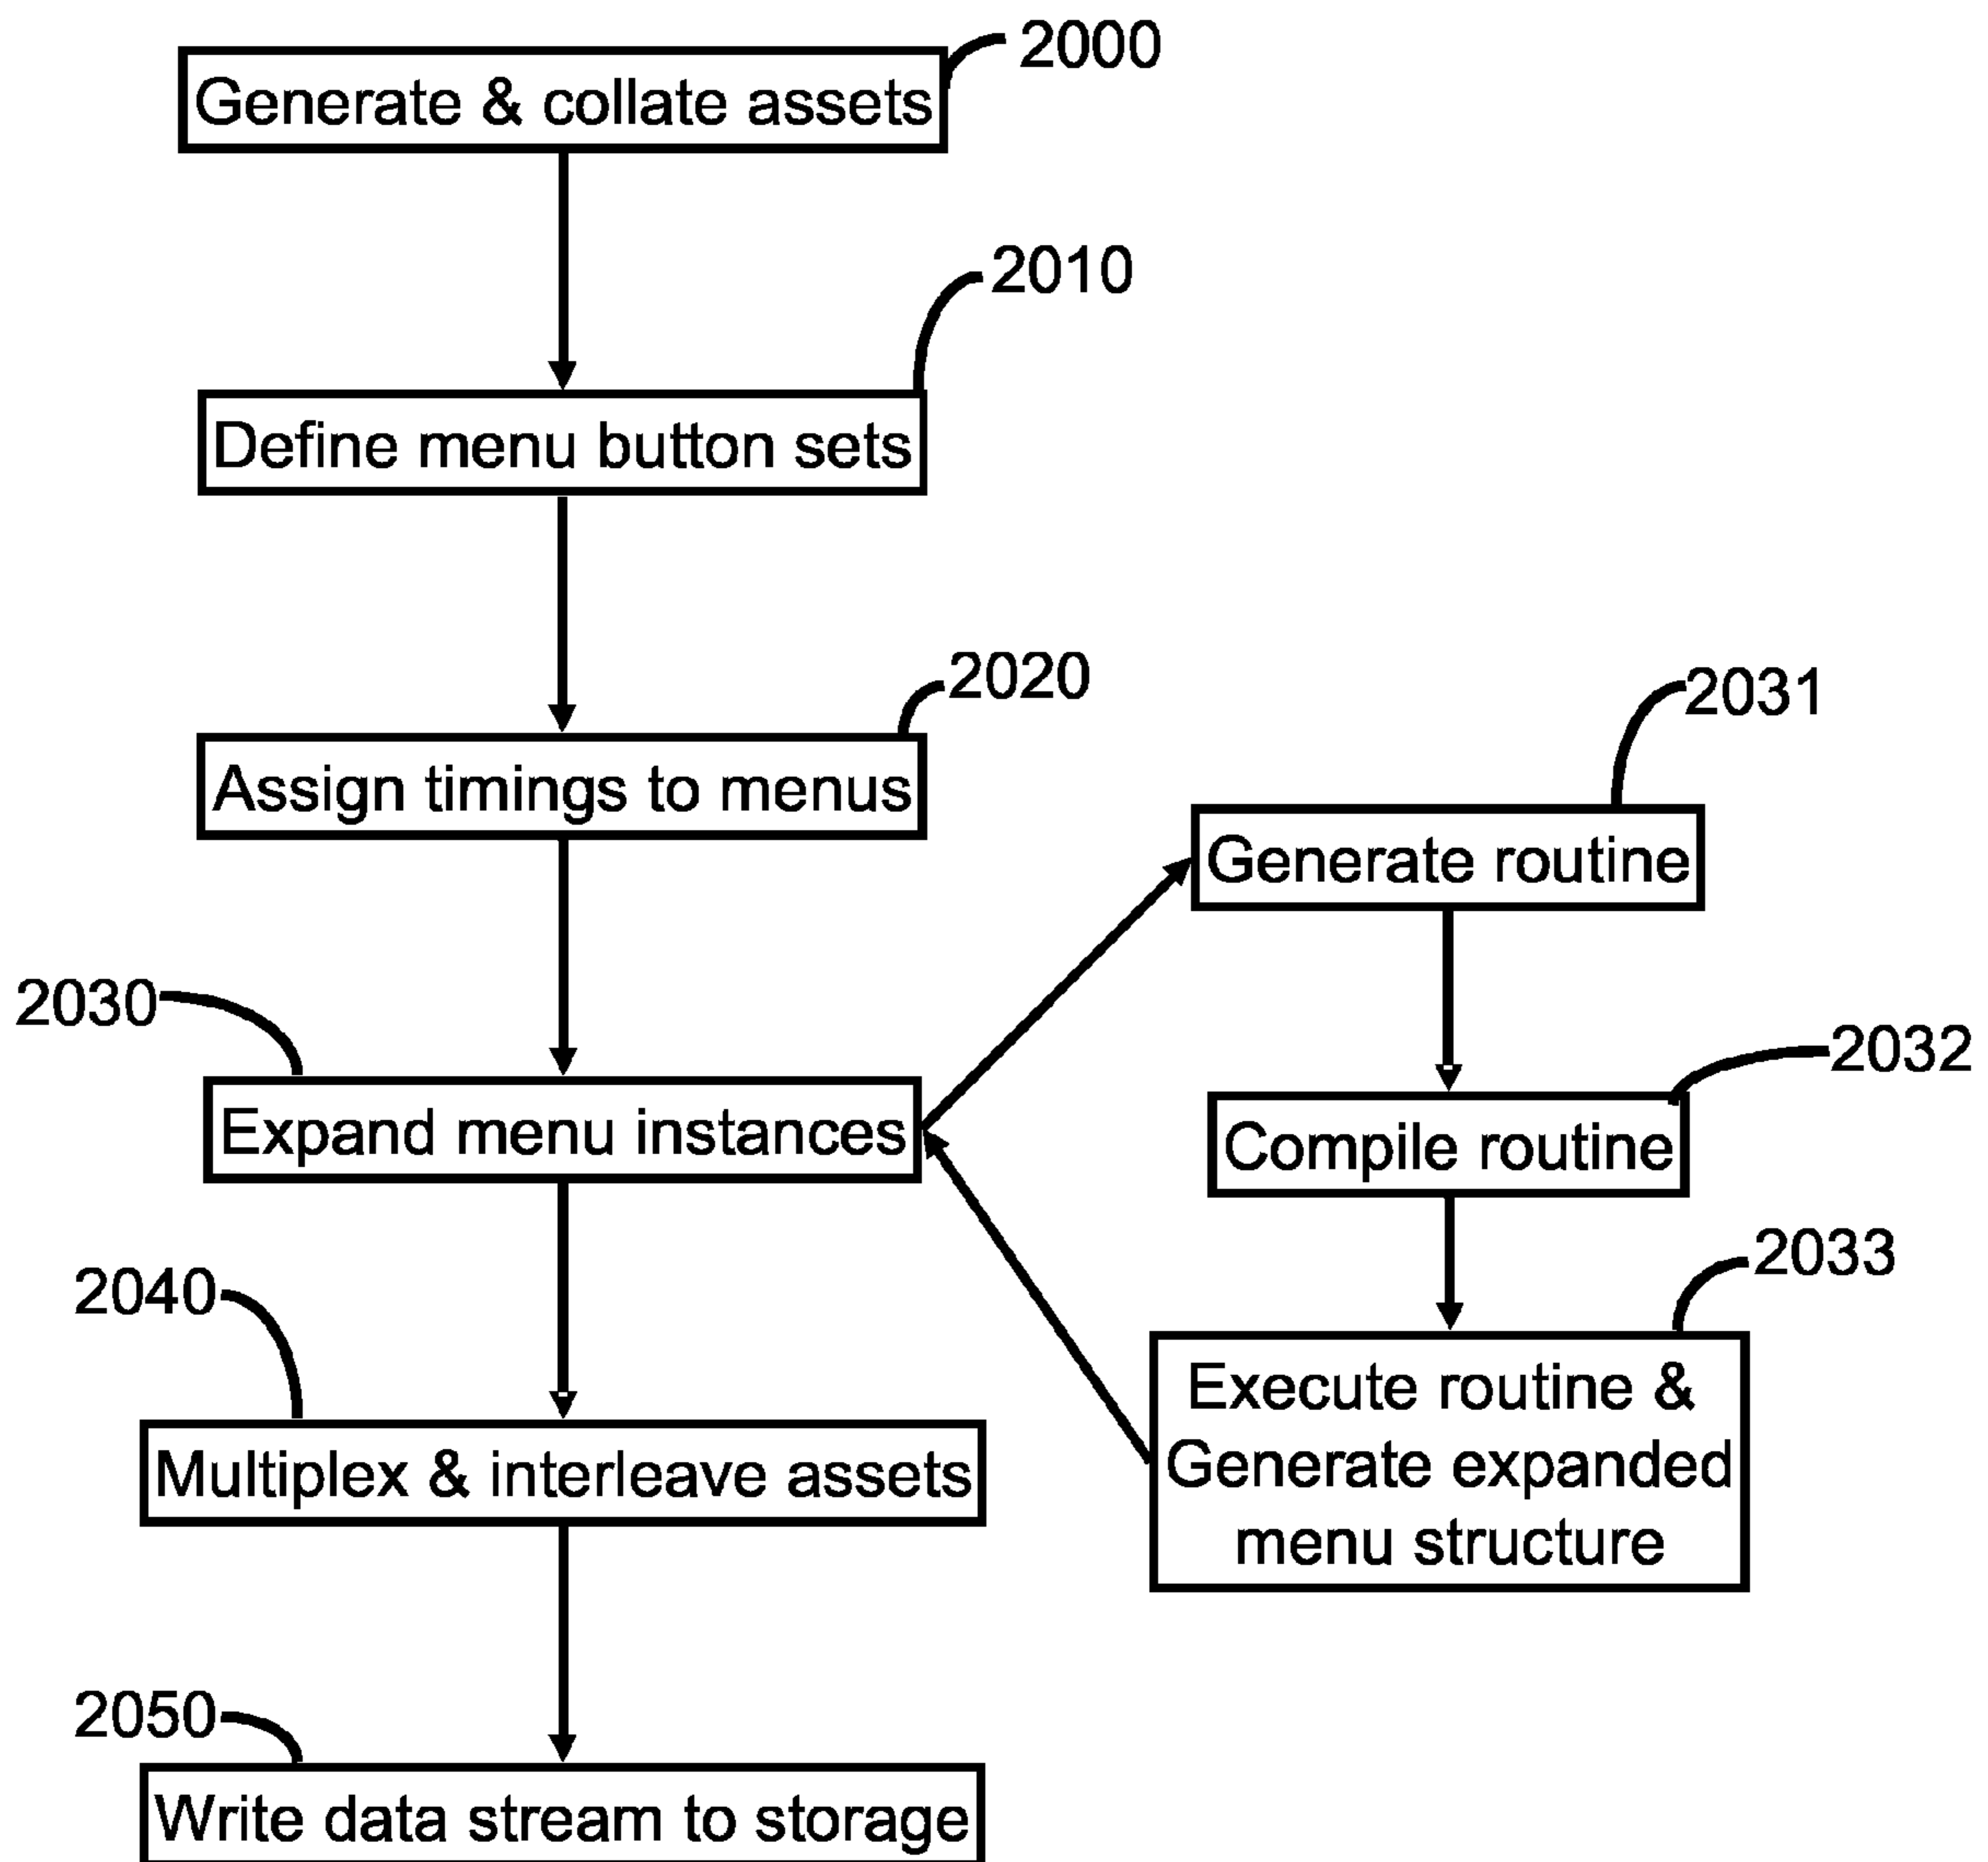 2000
Generate & collate assets
2010
Define menu button sets
2020
Assign timings to menus
2031
Generate routine
2030
Expand menu instances
2032
Compile routine
2040
Multiplex & interleave assets
2033
Execute routine &
Generate expanded
menu structure
2050
Write data stream to storage